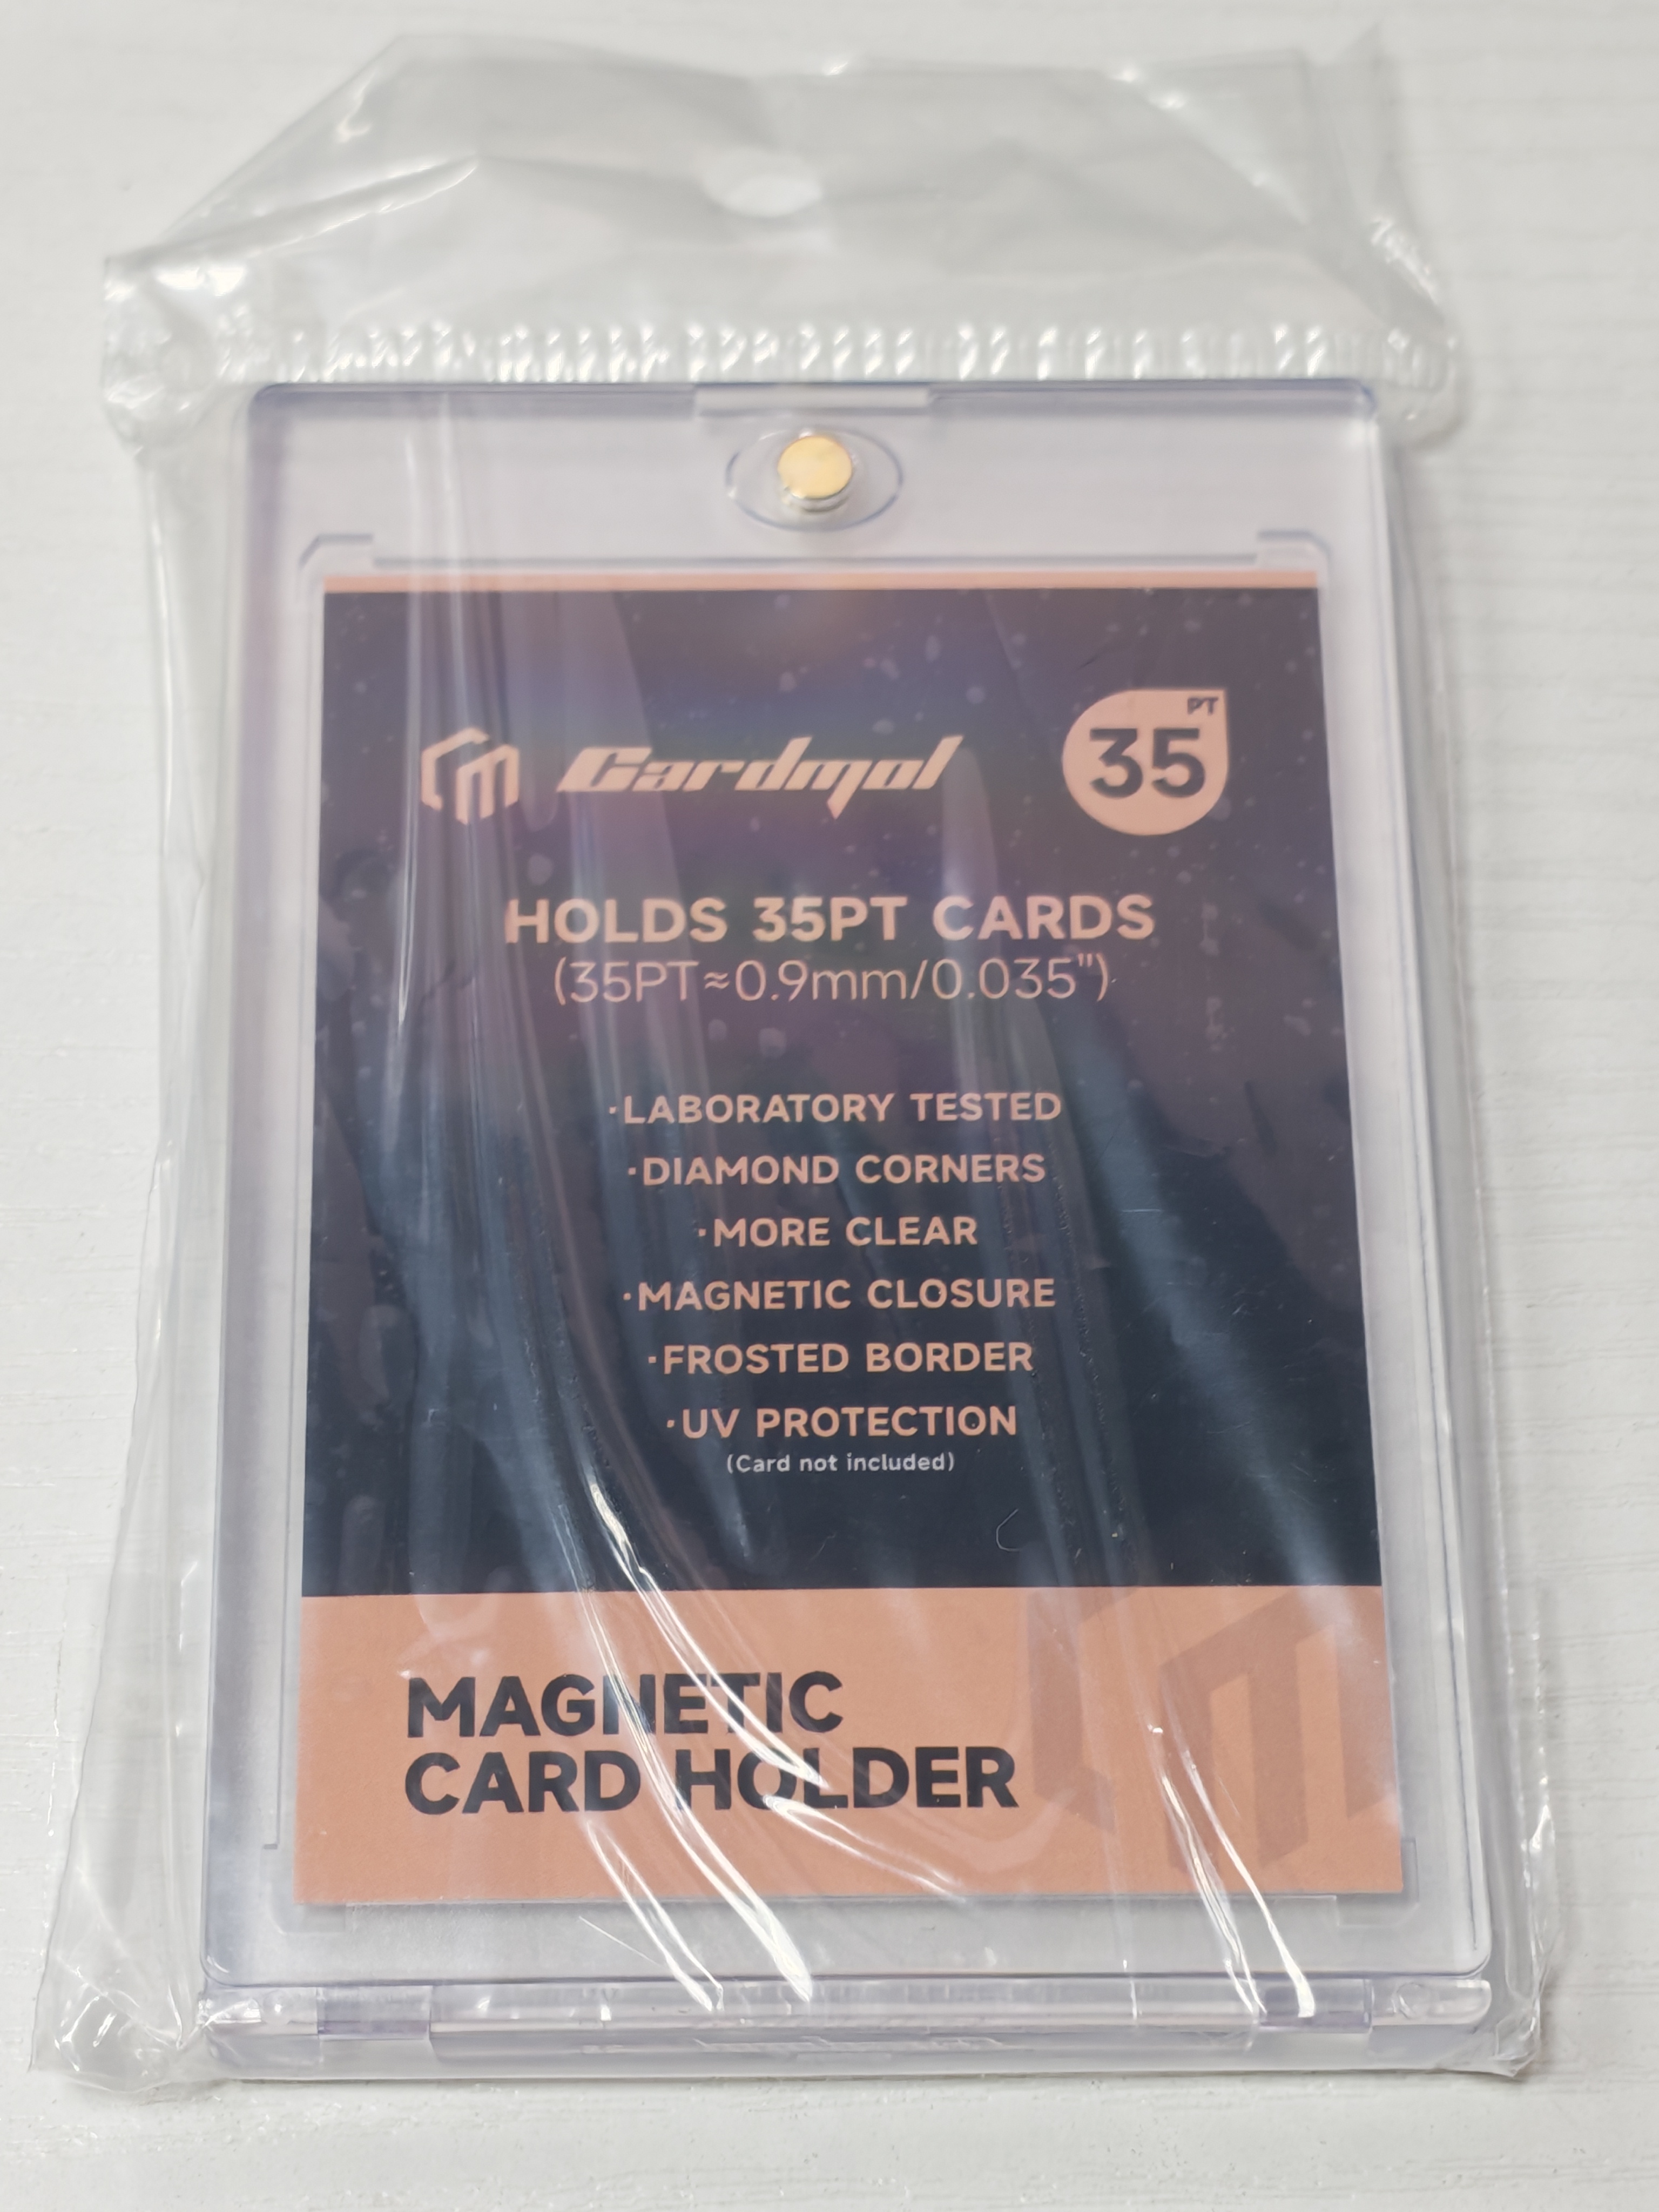 Cardmol
PT
35
HOLDS 35PT CARDS
(35PT≈0.9mm/0.035")
·LABORATORY TESTED
·DIAMOND CORNERS
·MORE CLEAR
·MAGNETIC CLOSURE
·FROSTED BORDER
·UV PROTECTION
(Card not included)
MAGNETIC
CARD HOLDER